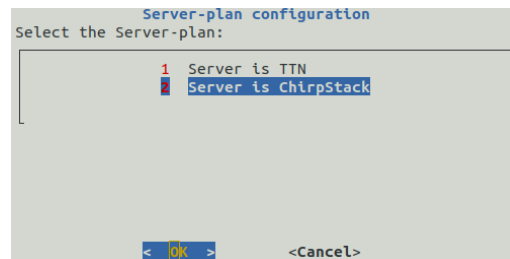 Server-plan configuration
Select the Server-plan:
1 Server is TTN
2 Server is ChirpStack
< OK > <Cancel>